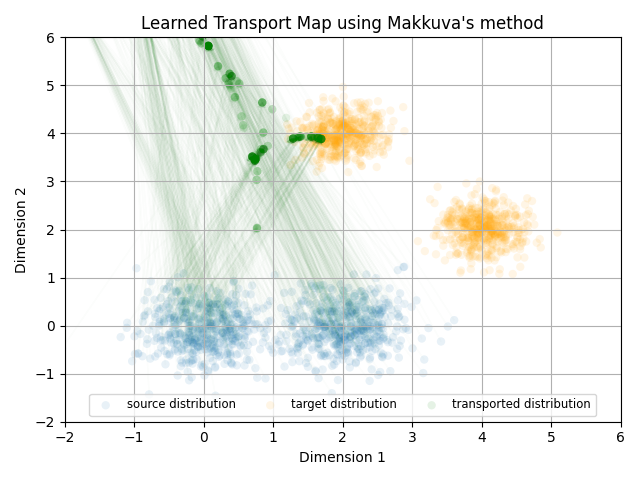 Learned Transport Map using Makkuva's method
Dimension 2
6
5
4
3
2
1
0
−1
−2
−2 −1 0 1 2 3 4 5 6
Dimension 1
source distribution target distribution transported distribution